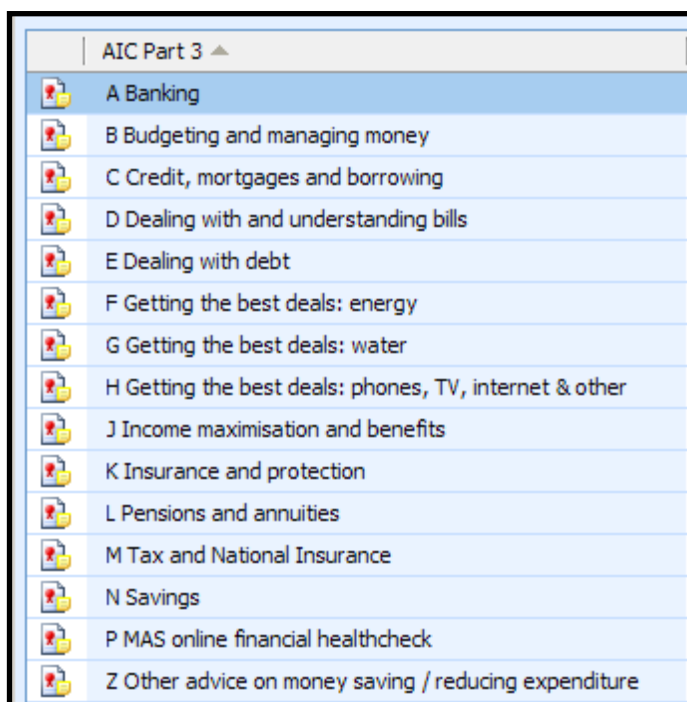 AIC Part 3
A Banking
B Budgeting and managing money
C Credit, mortgages and borrowing
D Dealing with and understanding bills
E Dealing with debt
F Getting the best deals: energy
G Getting the best deals: water
H Getting the best deals: phones, TV, internet & other
J Income maximisation and benefits
K Insurance and protection
L Pensions and annuities
M Tax and National Insurance
N Savings
P MAS online financial healthcheck
Z Other advice on money saving / reducing expenditure